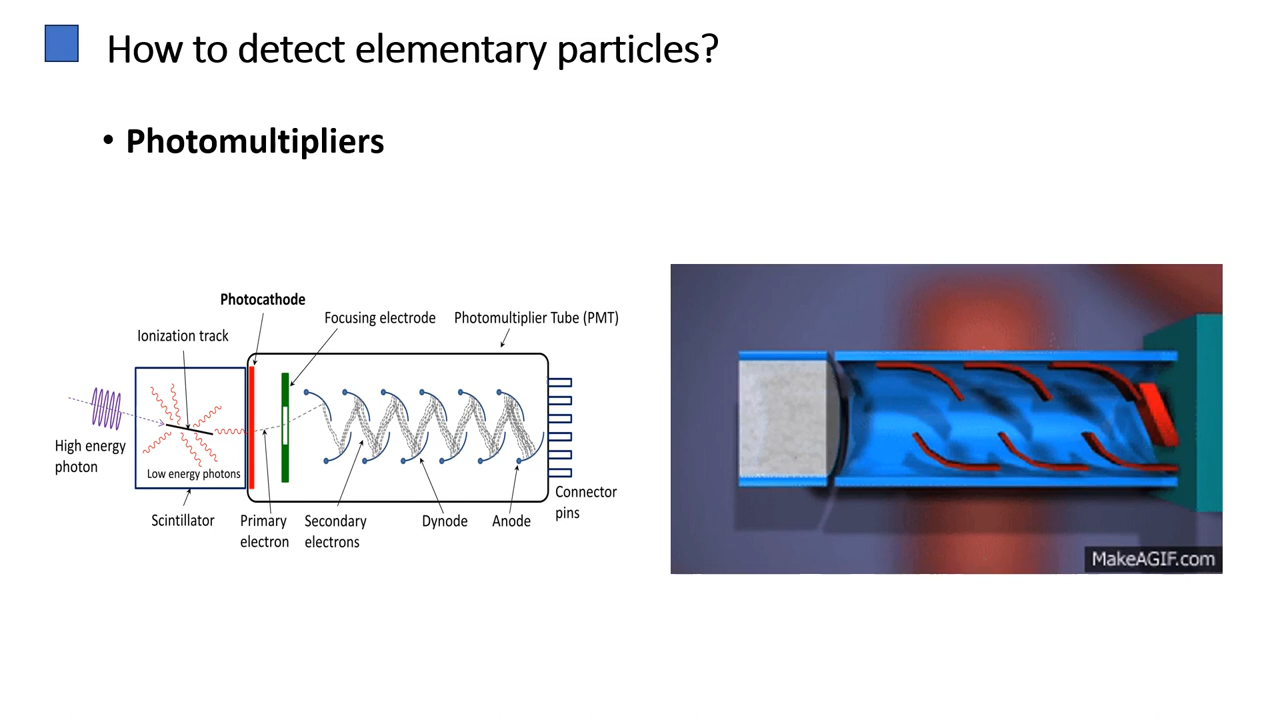 How to detect elementary particles?
• Photomultipliers
Photocathode
Focusing electrode
Photomultiplier Tube (PMT)
Ionization track
High energy
photon
Low energy photons
Scintillator
Primary
electron
Secondary
electrons
Dynode
Anode
Connector
pins
MakeAGIF.com